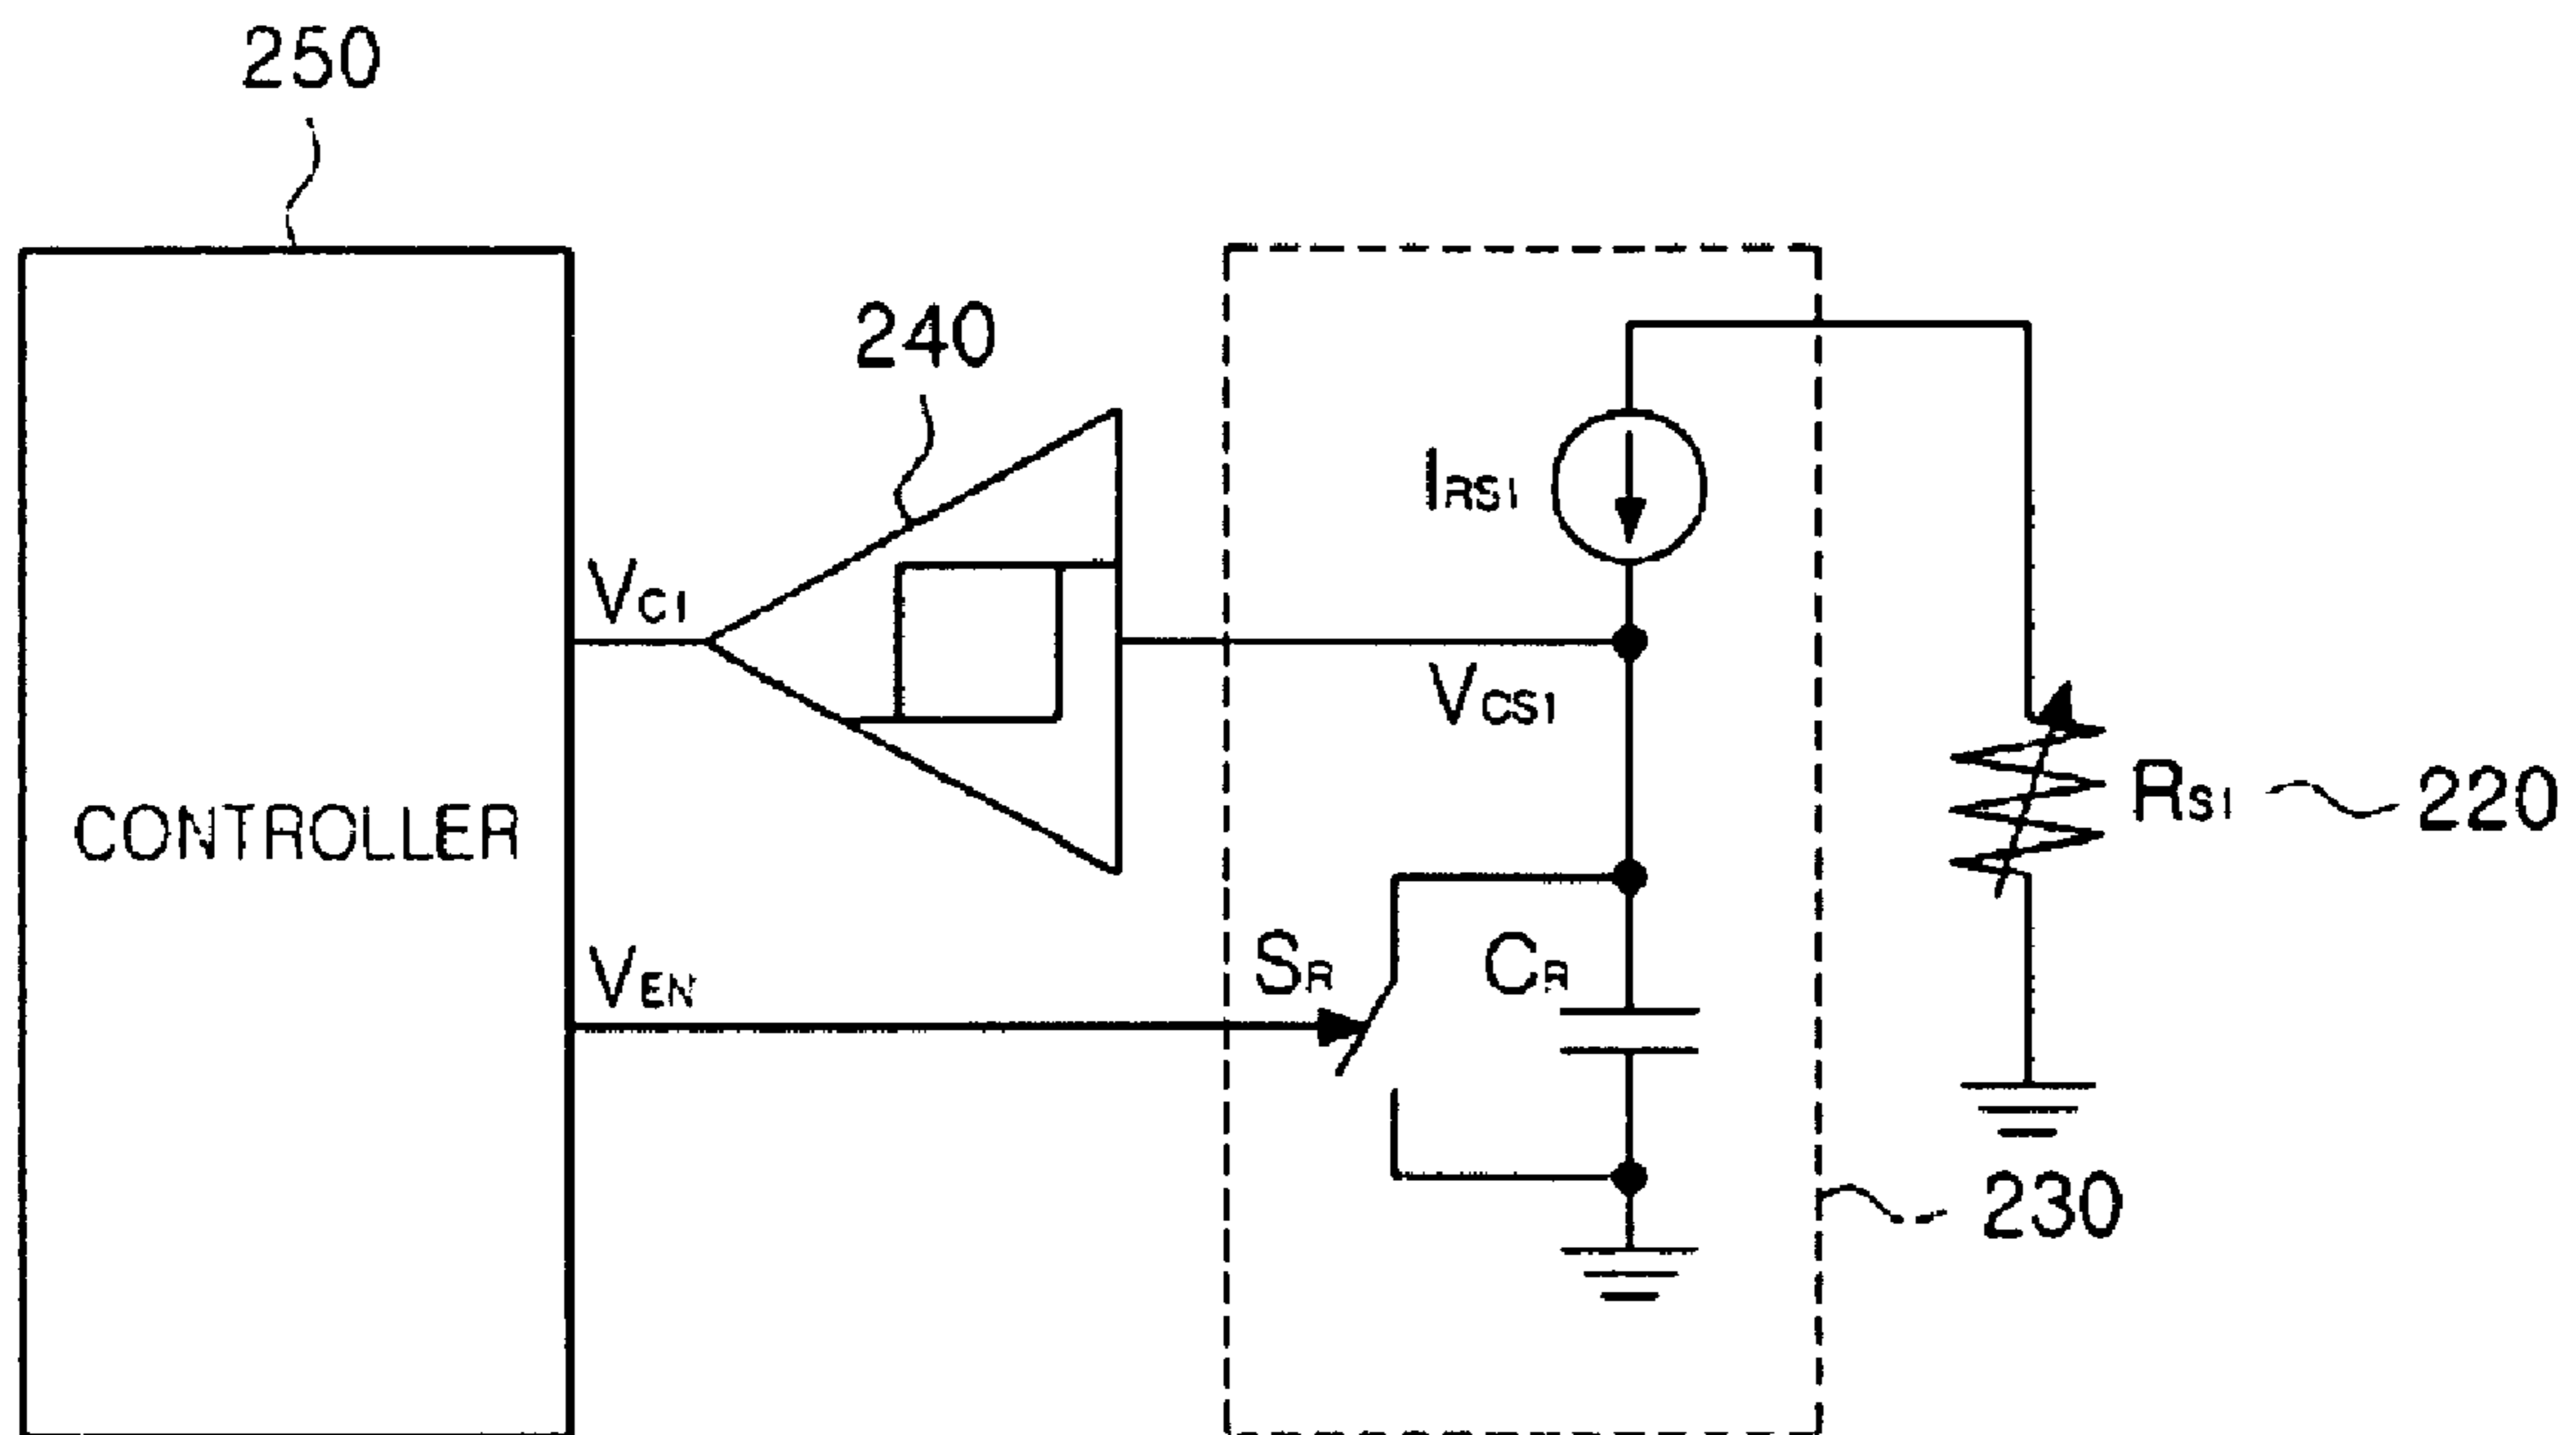 250
240
IRS1
VC1
VCS1
RS1
220
CONTROLLER
SR
CR
VEN
230